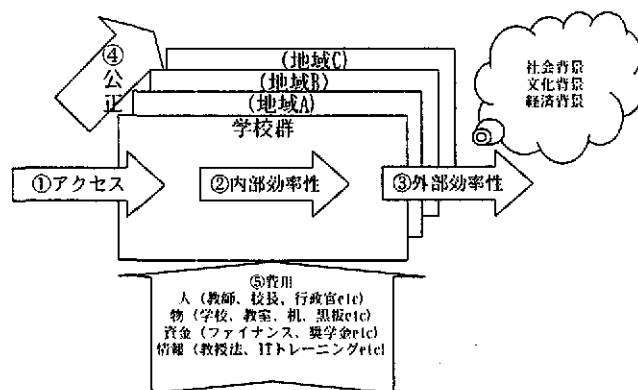 ④公正
(地域C)
(地域B)
(地域A)
学校群
社会背景
文化背景
経済背景
①アクセス
②内部効率性
③外部効率性
⑤費用
人（教師、校長、行政官etc)
物（学校、教室、机、黒板etc)
資金（ファイナンス、奨学金etc)
情報（教授法、ITトレーニングetc)